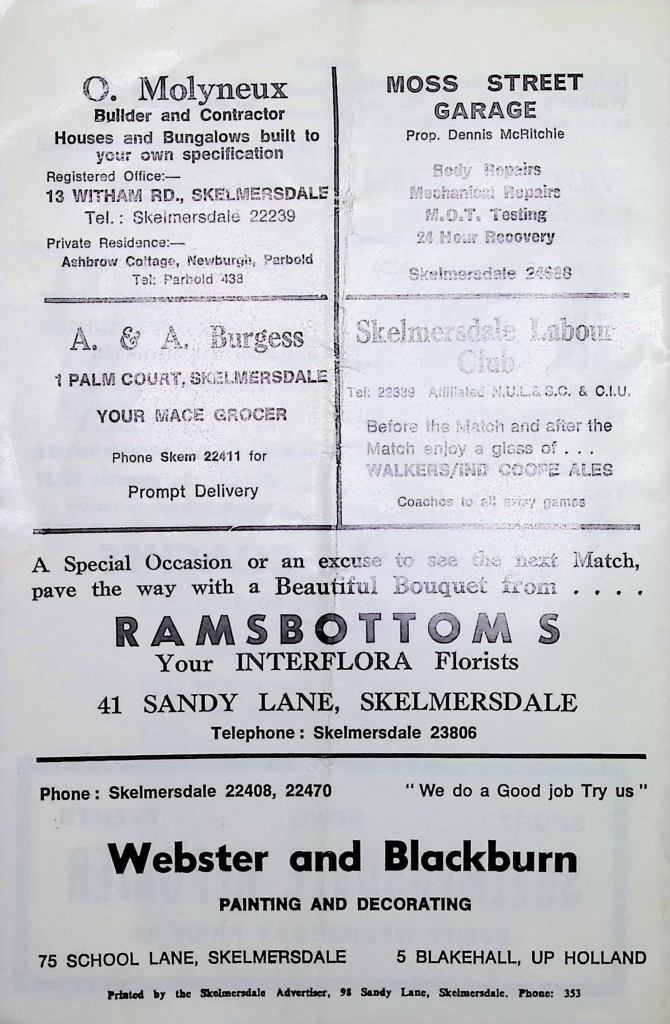 O. Molyneux
Builder and Contractor
Houses and Bungalows built to
your own specification
Registered Office:—
13 WITHAM RD., SKELMERSDALE
Tel. : Skelmersdale 22239
Private Residence:—
Ashbrow Cottage, Newburgh, Parbold
Tel: Parbold 438
MOSS STREET
GARAGE
Prop. Dennis McRitchie
Body Repairs
Mechanical Repairs
M.O.T. Testing
24 Hour Recovery
Skelmersdale 24688
A. & A. Burgess
1 PALM COURT, SKELMERSDALE
YOUR MACE GROCER
Phone Skem 22411 for
Prompt Delivery
Skelmersdale Labour
Club
Tel: 22339 Affiliated N.U.L.&S.C. & C.I.U.
Before the Match and after the
Match enjoy a glass of . . .
WALKERS/IND COOPE ALES
Coaches to all away games
A Special Occasion or an excuse to see the next Match,
pave the way with a Beautiful Bouquet from . . . .
RAMSBOTTOMS
Your INTERFLORA Florists
41 SANDY LANE, SKELMERSDALE
Telephone : Skelmersdale 23806
Phone : Skelmersdale 22408, 22470 " We do a Good job Try us "
Webster and Blackburn
PAINTING AND DECORATING
75 SCHOOL LANE, SKELMERSDALE 5 BLAKEHALL, UP HOLLAND
Printed by the Skelmersdale Advertiser, 98 Sandy Lane, Skelmersdale. Phone: 353